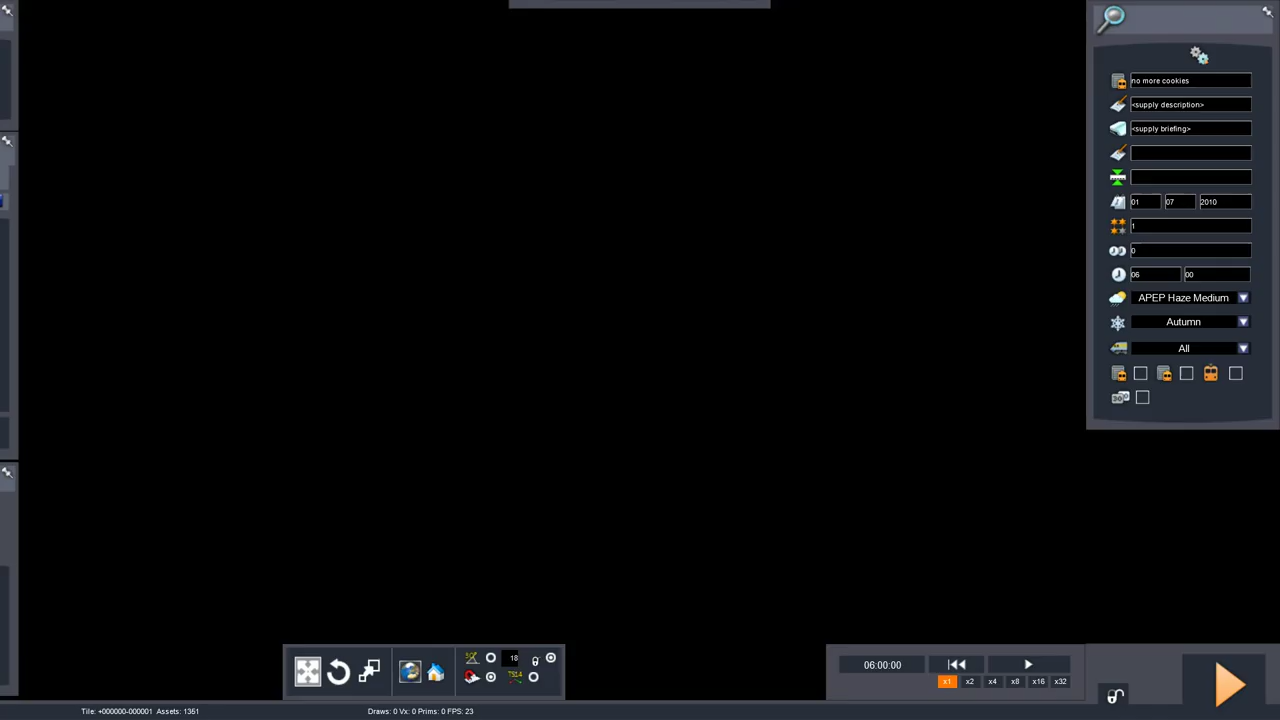 no more cookies
<supply description>
<supply briefing>
01 07 2010
1
0
06 00
APEP Haze Medium
Autumn
All
18
06:00:00
x1 x2 x4 x8 x16 x32
Tile: +000000-000001 Assets: 1351 Draws: 0 Vx: 0 Prims: 0 FPS: 23